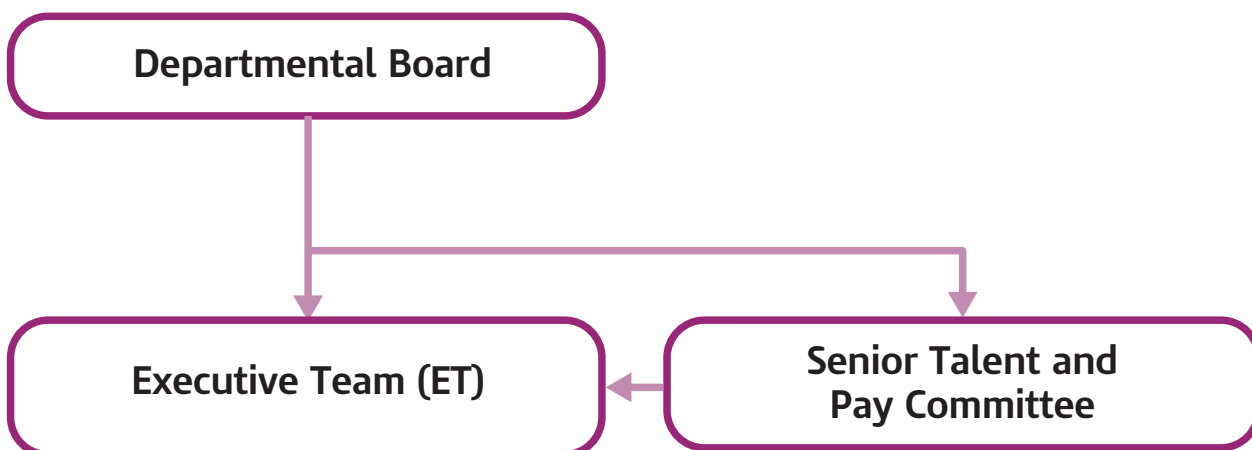 Departmental Board
Executive Team (ET)
Senior Talent and
Pay Committee